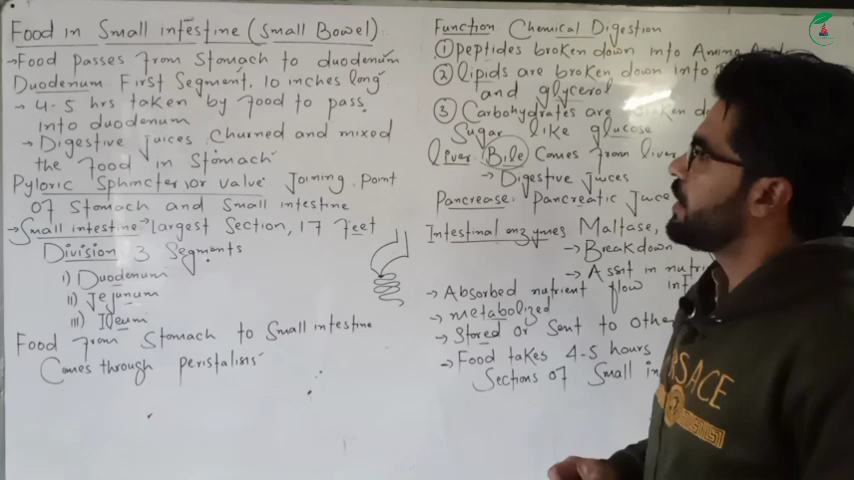 Food in Small intestine (Small Bowel)
→Food passes from Stomach to duodenum
Duodenum First Segment, 10 inches long
→ 4-5 hrs taken by food to pass
into duodenum
→ Digestive juices churned and mixed
the food in Stomach
Pyloric Sphincter or valve Joining Point
of Stomach and Small intestine
→Small intestine→largest Section, 17 feet
Division 3 Segments
i) Duodenum
ii) Jejunum
iii) Ileum
Food from Stomach to Small intestine
Comes through peristalisis
Function Chemical Digestion
① peptides broken down into Amino
② lipids are broken down into
and glycerol
③ Carbohydrates are broken
Sugar like glucose
liver Bile Comes from liver
→ Digestive juices
Pancrease. Pancreatic Juice
Intestinal enzymes Maltase,
→ Breakdown
→ Assit in
→ Absorbed nutrient flow
→ metabolized
→ Stored or Sent to
→ Food takes 4-5 hours
Sections of Small